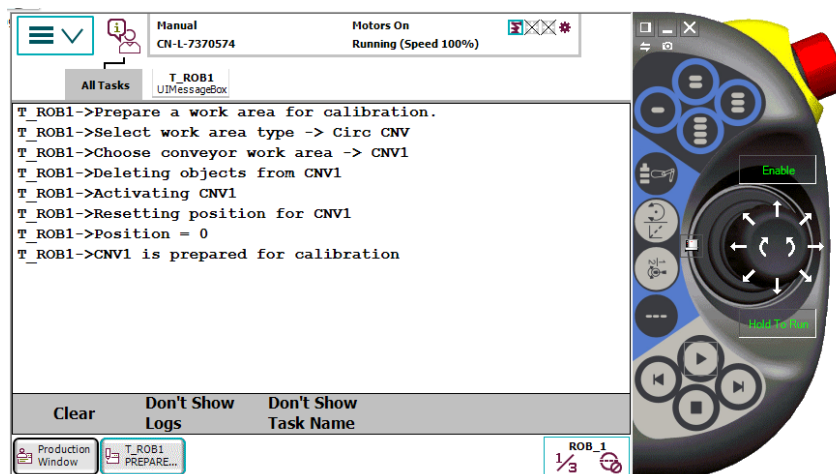 Manual
CN-L-7370574
Motors On
Running (Speed 100%)
All Tasks
T_ROB1
UIMessageBox
T_ROB1->Prepare a work area for calibration.
T_ROB1->Select work area type -> Circ CNV
T_ROB1->Choose conveyor work area -> CNV1
T_ROB1->Deleting objects from CNV1
T_ROB1->Activating CNV1
T_ROB1->Resetting position for CNV1
T_ROB1->Position = 0
T_ROB1->CNV1 is prepared for calibration
Clear
Don't Show
Logs
Don't Show
Task Name
Production
Window
T_ROB1
PREPARE...
ROB_1
1/3
Enable
Hold To Run